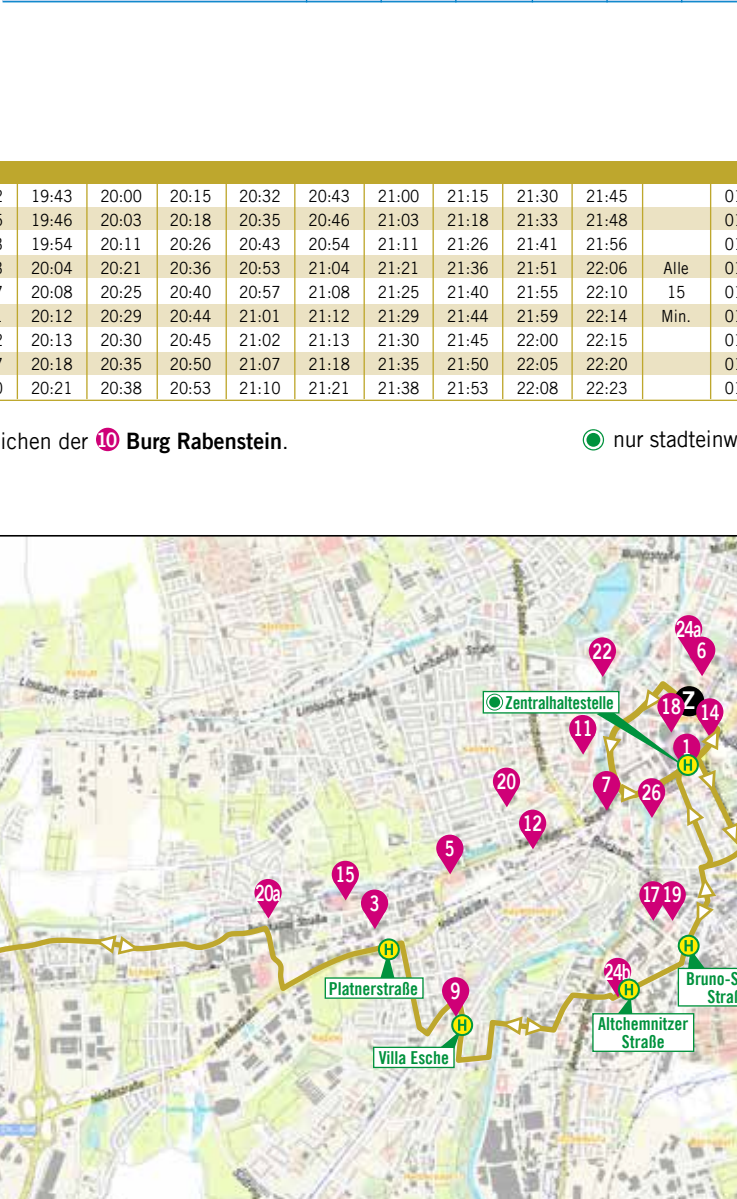 2 19:43 20:00 20:15 20:32 20:43 21:00 21:15 21:30 21:45
19:46 20:03 20:18 20:35 20:46 21:03 21:18 21:33 21:48
19:54 20:11 20:26 20:43 20:54 21:11 21:26 21:41 21:56
20:04 20:21 20:36 20:53 21:04 21:21 21:36 21:51 22:06 Alle
20:08 20:25 20:40 20:57 21:08 21:25 21:40 21:55 22:10 15
20:12 20:29 20:44 21:01 21:12 21:29 21:44 21:59 22:14 Min.
20:13 20:30 20:45 21:02 21:13 21:30 21:45 22:00 22:15
20:18 20:35 20:50 21:07 21:18 21:35 21:50 22:05 22:20
20:21 20:38 20:53 21:10 21:21 21:38 21:53 22:08 22:23
ichen der 10 Burg Rabenstein.
nur stadteinw
24a
6
22
Limbacher Straße
Limbacher Straße
Limbacher Straße
Leipziger Straße
Zentralhaltestelle
Z
18
14
11
1
H
20
7
26
12
5
15
20a
3
17
19
H
H
Platnerstraße
9
24b
H
Bruno-S
Straß
H
Altchemnitzer
Straße
Villa Esche
Neefestraße